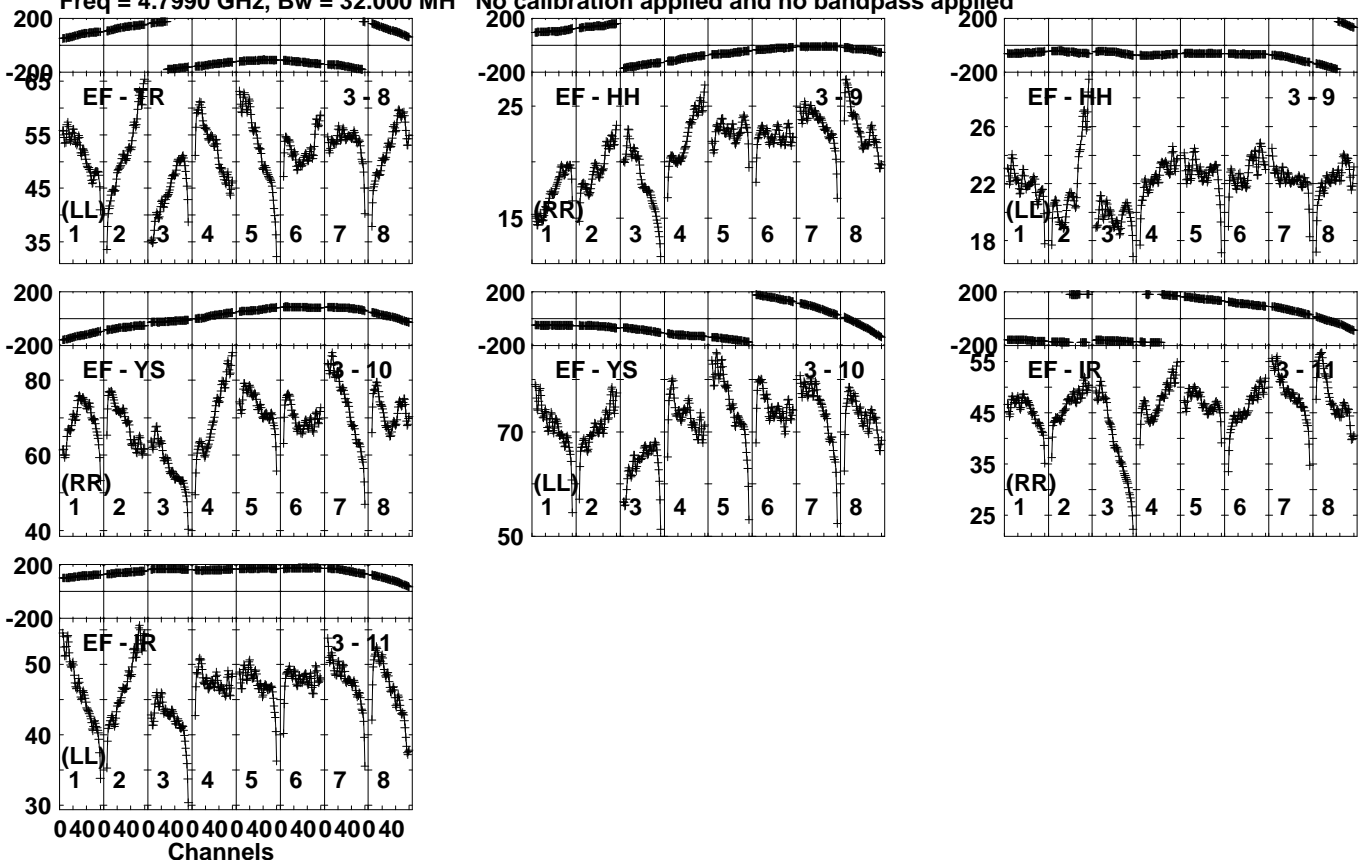 Freq = 4.7990 GHz, Bw = 32.000 MH No calibration applied and no bandpass applied
200
-200
65
55
45
35
EF - TR
3 - 8
(LL)
1 2 3 4 5 6 7 8
200
-200
25
15
EF - HH
3 - 9
(RR)
1 2 3 4 5 6 7 8
200
-200
26
22
18
EF - HH
3 - 9
(LL)
1 2 3 4 5 6 7 8
200
-200
80
60
40
EF - YS
3 - 10
(RR)
1 2 3 4 5 6 7 8
200
-200
70
50
EF - YS
3 - 10
(LL)
1 2 3 4 5 6 7 8
200
-200
55
45
35
25
EF - IR
3 - 11
(RR)
1 2 3 4 5 6 7 8
200
-200
50
40
30
EF - IR
3 - 11
(LL)
1 2 3 4 5 6 7 8
0 40 0 40 0 40 0 40 0 40 0 40 0 40 0 40
Channels